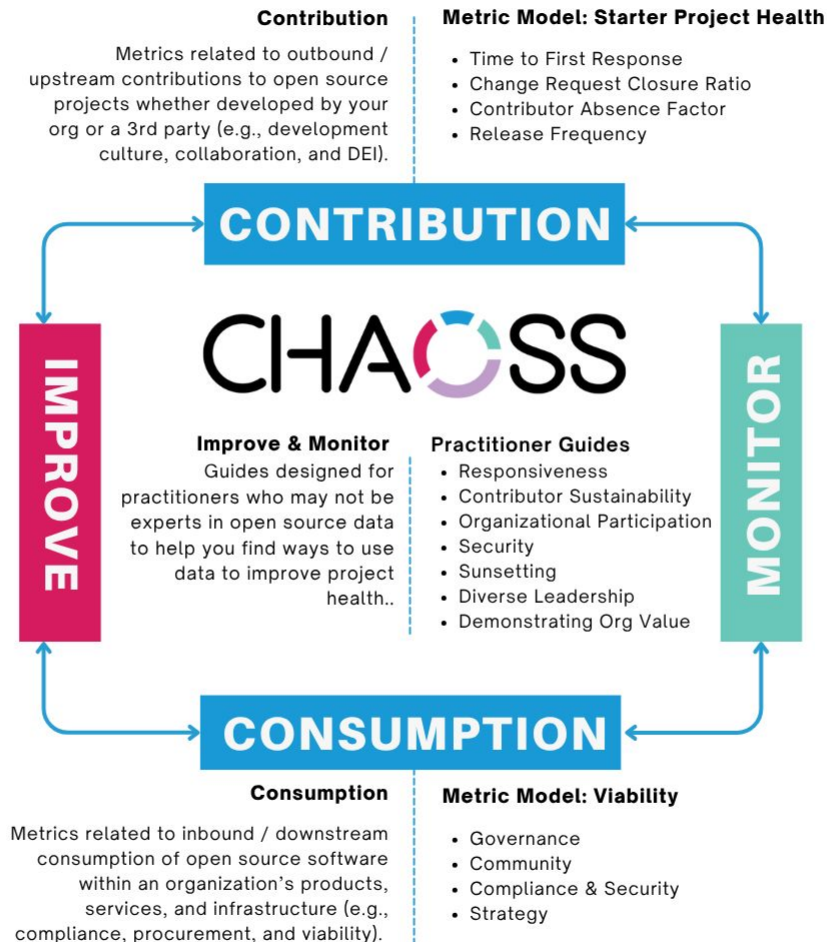 Contribution
Metrics related to outbound /
upstream contributions to open source
projects whether developed by your
org or a 3rd party (e.g., development
culture, collaboration, and DEI).
Metric Model: Starter Project Health
• Time to First Response
• Change Request Closure Ratio
• Contributor Absence Factor
• Release Frequency
CONTRIBUTION
IMPROVE
CHAOSS
MONITOR
Improve & Monitor
Guides designed for
practitioners who may not be
experts in open source data
to help you find ways to use
data to improve project
health..
Practitioner Guides
• Responsiveness
• Contributor Sustainability
• Organizational Participation
• Security
• Sunsetting
• Diverse Leadership
• Demonstrating Org Value
CONSUMPTION
Consumption
Metrics related to inbound / downstream
consumption of open source software
within an organization's products,
services, and infrastructure (e.g.,
compliance, procurement, and viability).
Metric Model: Viability
• Governance
• Community
• Compliance & Security
• Strategy